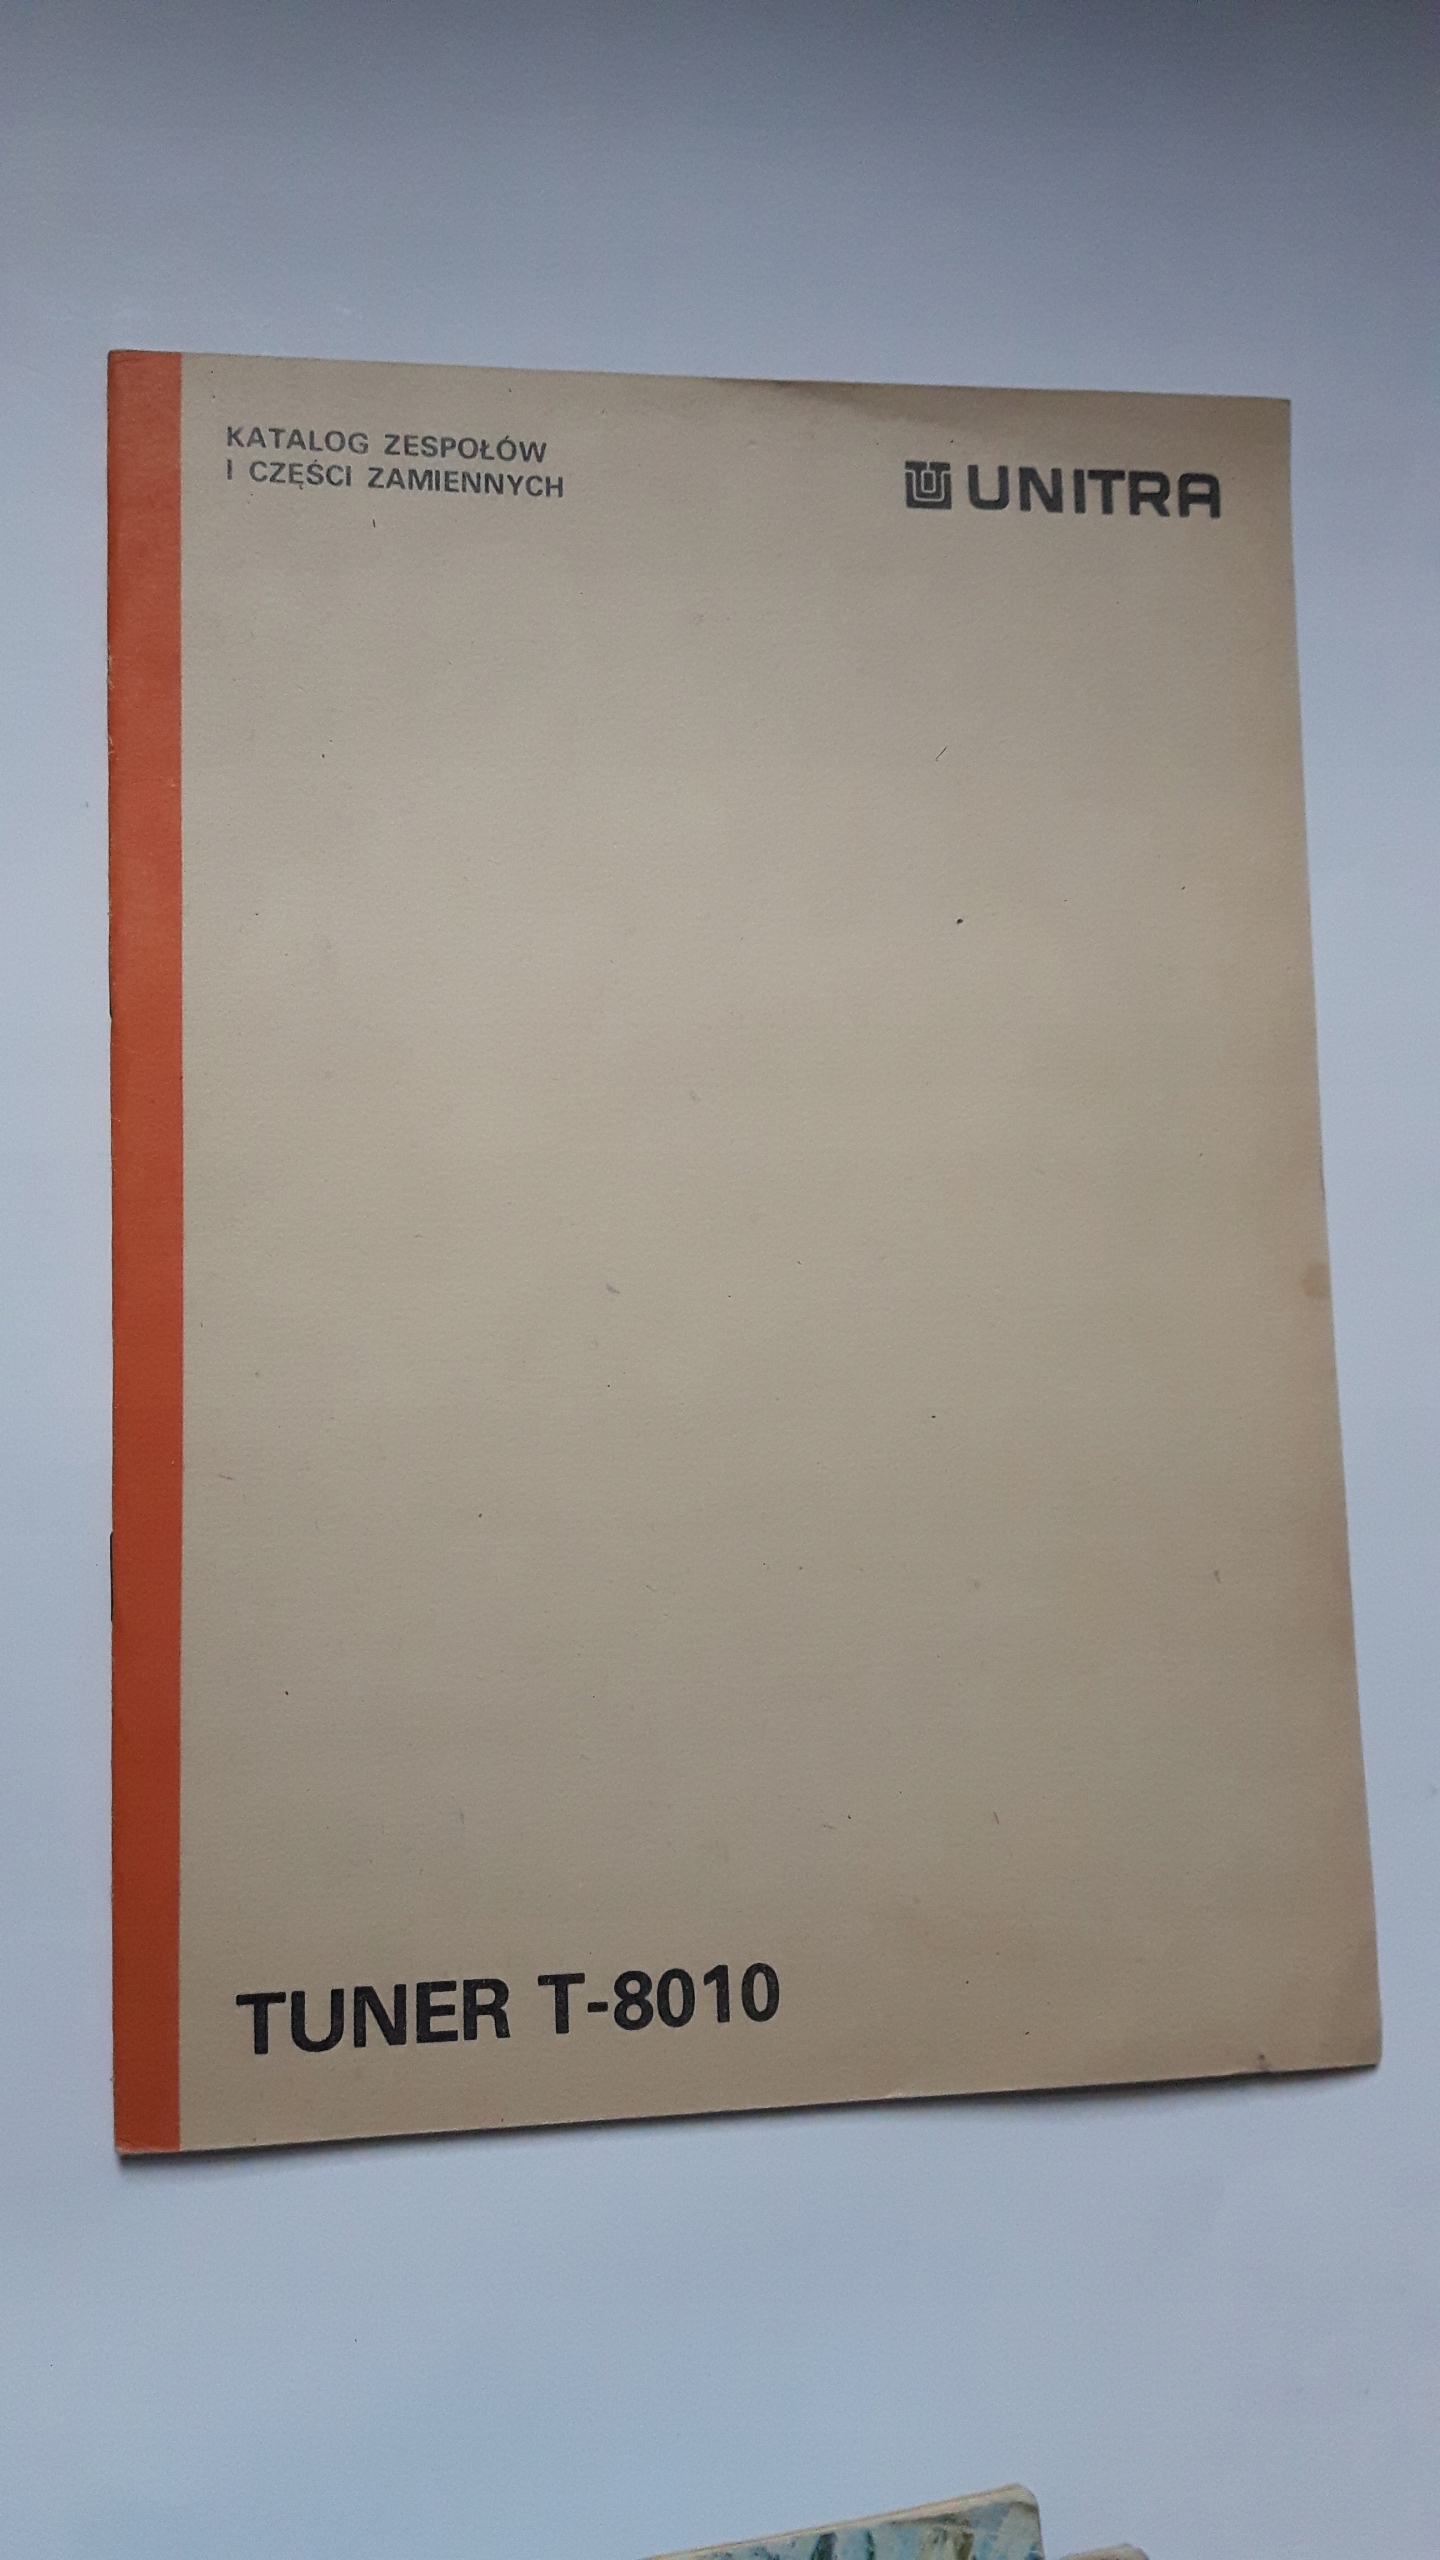 KATALOG ZESPOŁÓW
I CZĘŚCI ZAMIENNYCH
UNITRA
TUNER T-8010